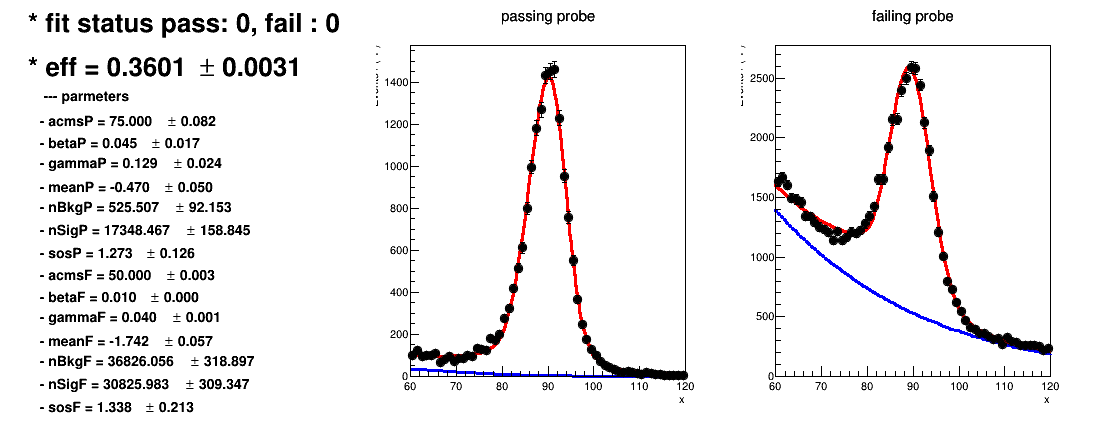 * fit status pass: 0, fail : 0
* eff = 0.3601 ± 0.0031
--- parmeters
- acmsP = 75.000 ± 0.082
- betaP = 0.045 ± 0.017
- gammaP = 0.129 ± 0.024
- meanP = -0.470 ± 0.050
- nBkgP = 525.507 ± 92.153
- nSigP = 17348.467 ± 158.845
- sosP = 1.273 ± 0.126
- acmsF = 50.000 ± 0.003
- betaF = 0.010 ± 0.000
- gammaF = 0.040 ± 0.001
- meanF = -1.742 ± 0.057
- nBkgF = 36826.056 ± 318.897
- nSigF = 30825.983 ± 309.347
- sosF = 1.338 ± 0.213
passing probe
1400
1200
1000
800
600
400
200
0
60 70 80 90 100 110 120
x
failing probe
2500
2000
1500
1000
500
0
60 70 80 90 100 110 120
x